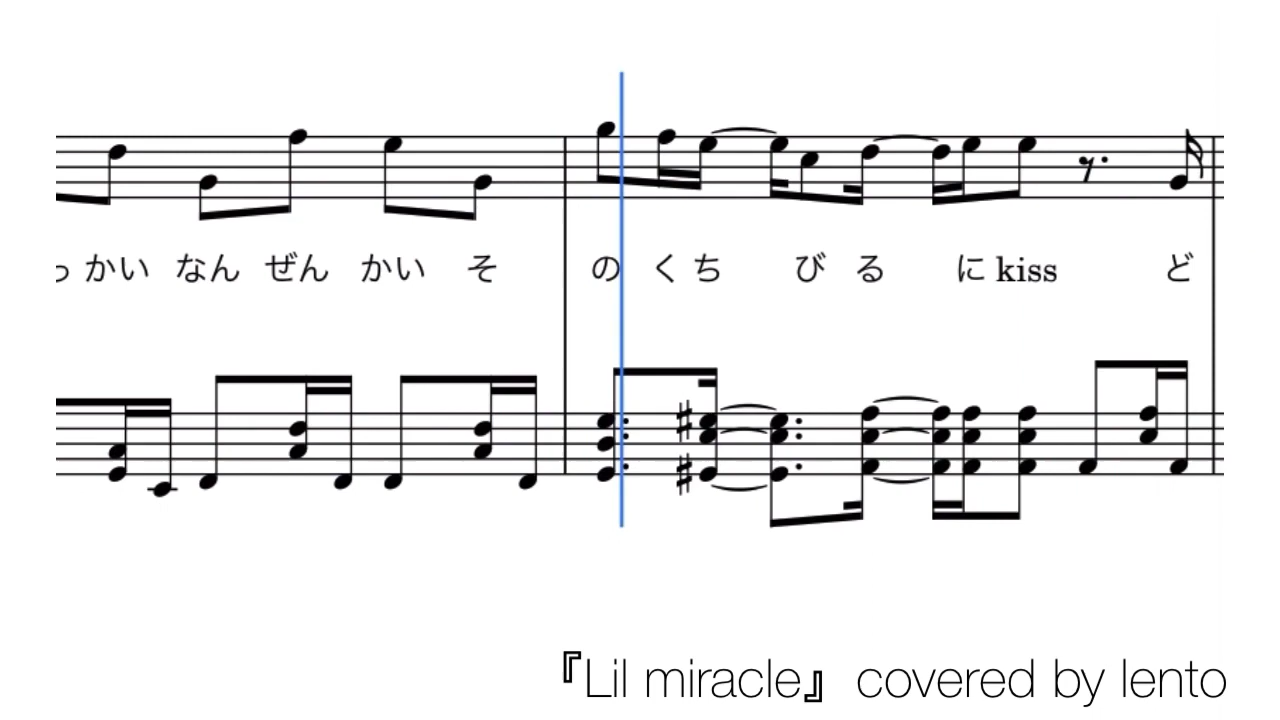 っ かい なん ぜん かい そ の く ち び る に kiss ど
『Lil miracle』 covered by lento